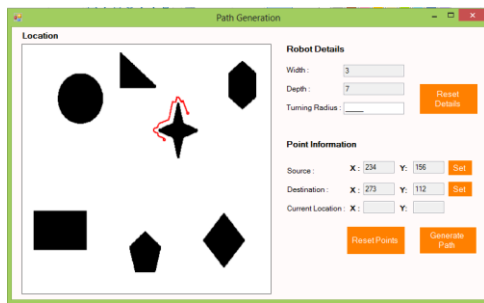 Path Generation
Location
Robot Details
Width : 3
Depth : 7
Turning Radius : ____
Reset Details
Point Information
Source : X : 234 Y: 156 Set
Destination : X : 273 Y: 112 Set
Current Location : X : Y:
Reset Points
Generate Path